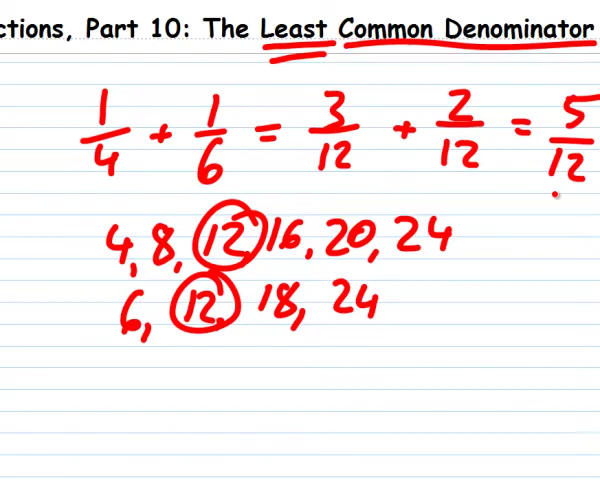 ctions, Part 10: The Least Common Denominator
1/4 + 1/6 = 3/12 + 2/12 = 5/12
4, 8, 12, 16, 20, 24
6, 12, 18, 24